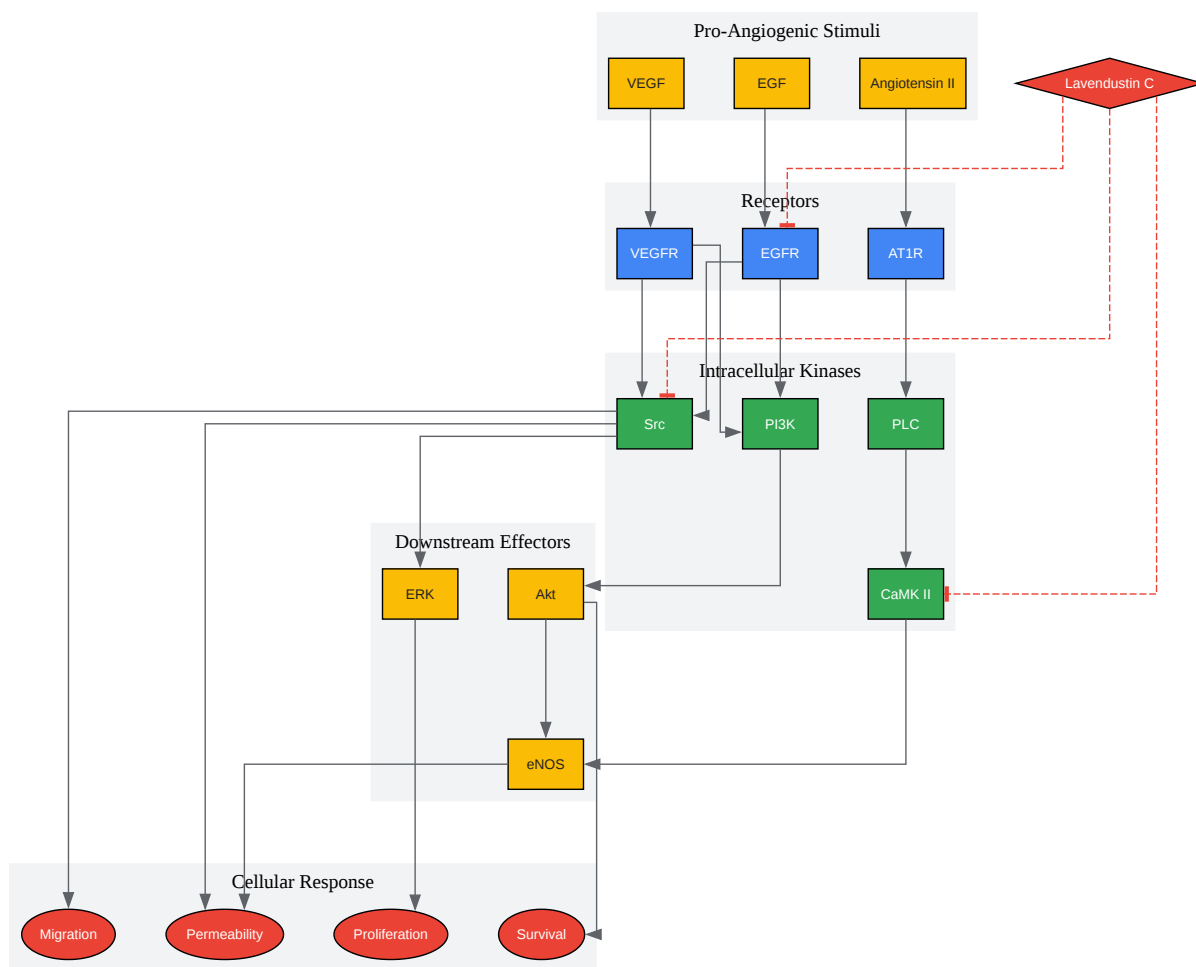 Pro-Angiogenic Stimuli
VEGF
EGF
Angiotensin II
Lavendustin C
Receptors
VEGFR
EGFR
AT1R
Intracellular Kinases
Src
PI3K
PLC
Downstream Effectors
ERK
Akt
CaMK II
eNOS
Cellular Response
Migration
Permeability
Proliferation
Survival